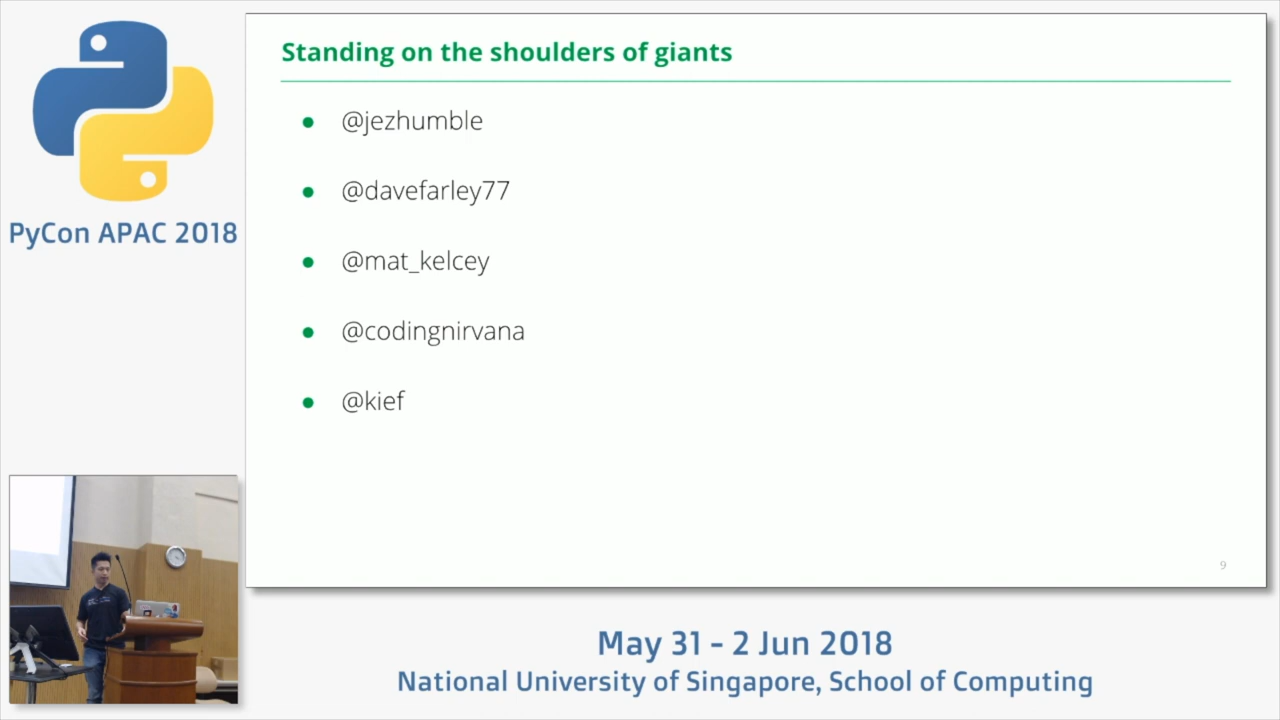 Standing on the shoulders of giants
@jezhumble
@davefarley77
@mat_kelcey
@codingnirvana
@kief
9
PyCon APAC 2018
May 31 - 2 Jun 2018
National University of Singapore, School of Computing